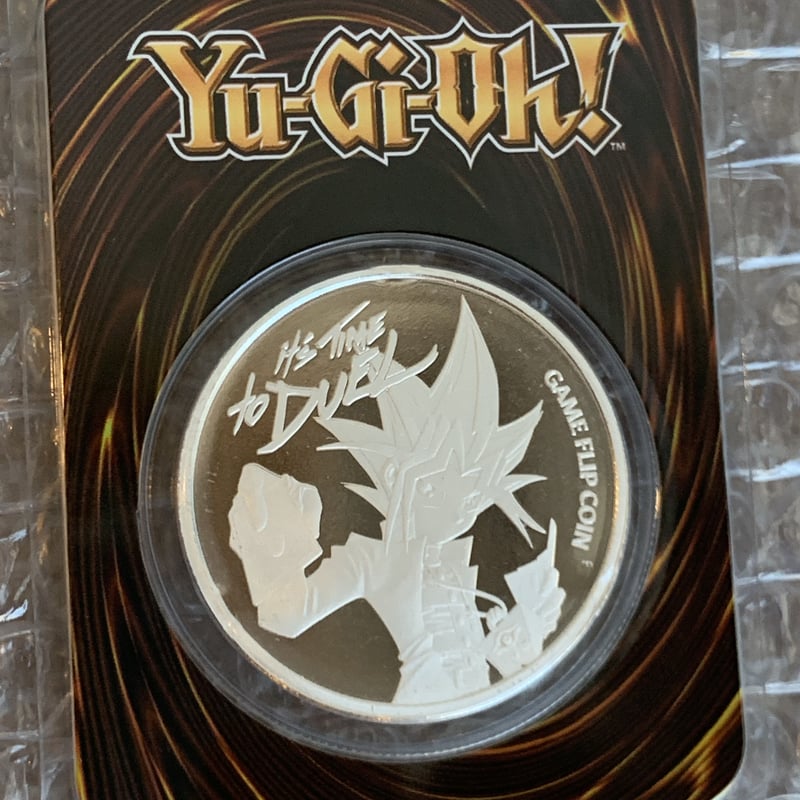 Yu-Gi-Oh!
TM
It's Time
to Duel
GAME FLIP COIN F